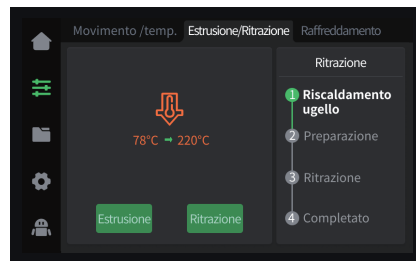 Movimento /temp. Estrusione/Ritrazione Raffreddamento
78°C → 220°C
Estrusione Ritrazione
Ritrazione
1 Riscaldamento
ugello
2 Preparazione
3 Ritrazione
4 Completato